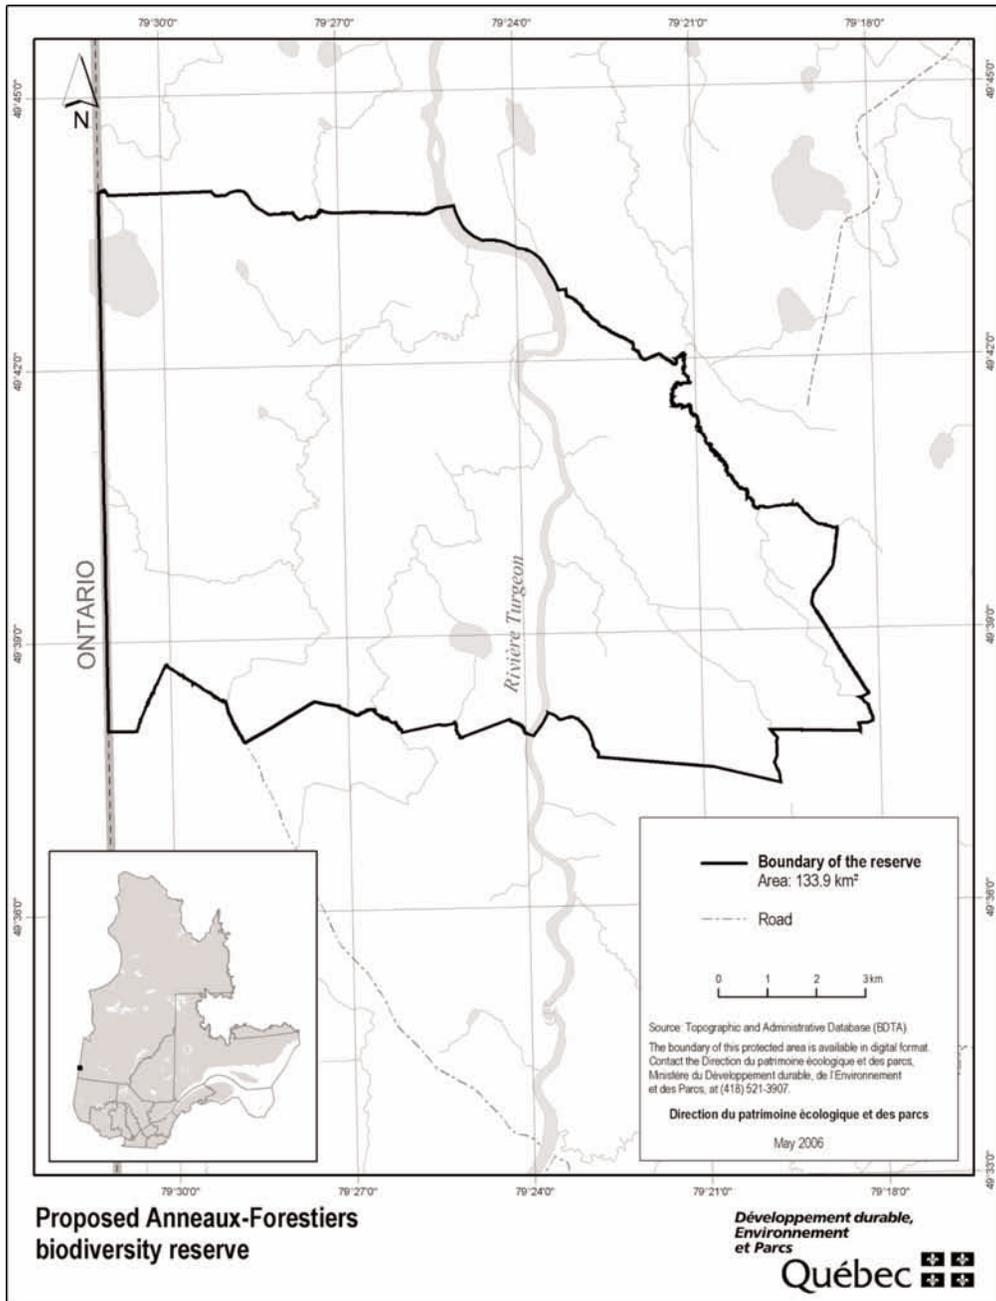 79°30'0"
79°27'0"
79°24'0"
79°21'0"
79°18'0"
49°45'0"
49°45'0"
N
49°42'0"
49°42'0"
ONTARIO
Rivière Turgeon
49°39'0"
49°39'0"
Boundary of the reserve
Area: 133.9 km²
Road
49°36'0"
49°36'0"
0 1 2 3 km
Source: Topographic and Administrative Database (BDTA)
The boundary of this protected area is available in digital format.
Contact the Direction du patrimoine écologique et des parcs,
Ministère du Développement durable, de l'Environnement
et des Parcs, at (418) 521-3907.
Direction du patrimoine écologique et des parcs
May 2006
49°33'0"
79°30'0"
79°27'0"
79°24'0"
79°21'0"
79°18'0"
Proposed Anneaux-Forestiers
biodiversity reserve
Développement durable,
Environnement
et Parcs
Québec